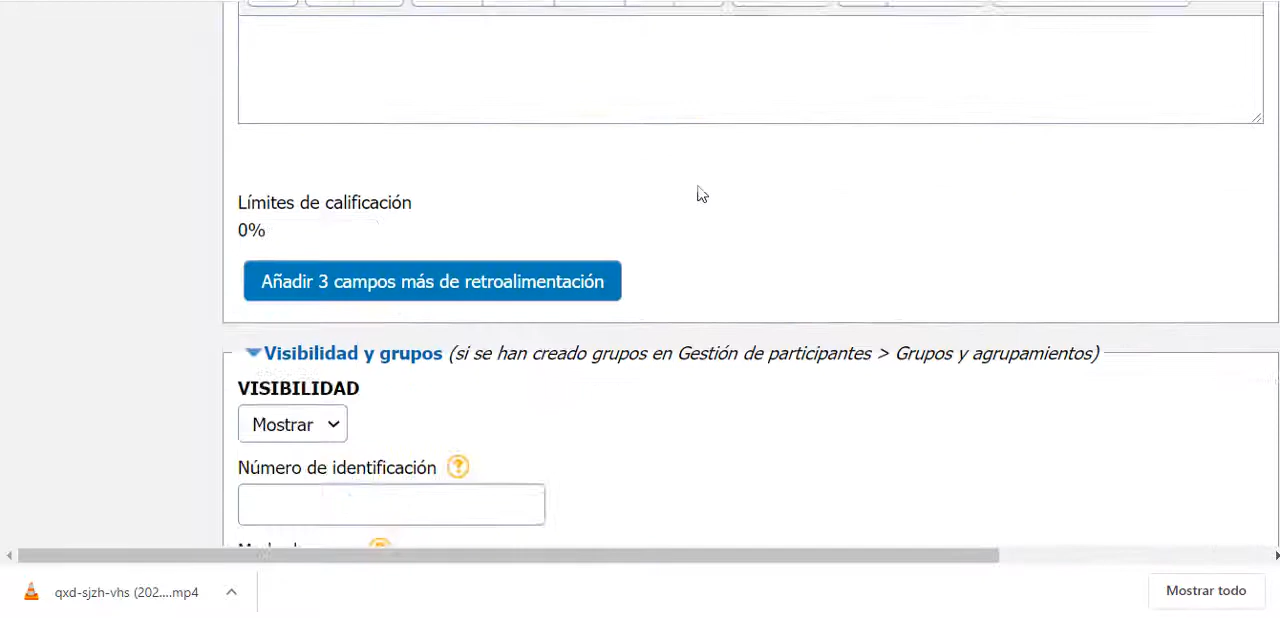 Límites de calificación
0%
Añadir 3 campos más de retroalimentación
Visibilidad y grupos (si se han creado grupos en Gestión de participantes > Grupos y agrupamientos)
VISIBILIDAD
Mostrar
Número de identificación ?
qxd-sjzh-vhs (202....mp4
Mostrar todo